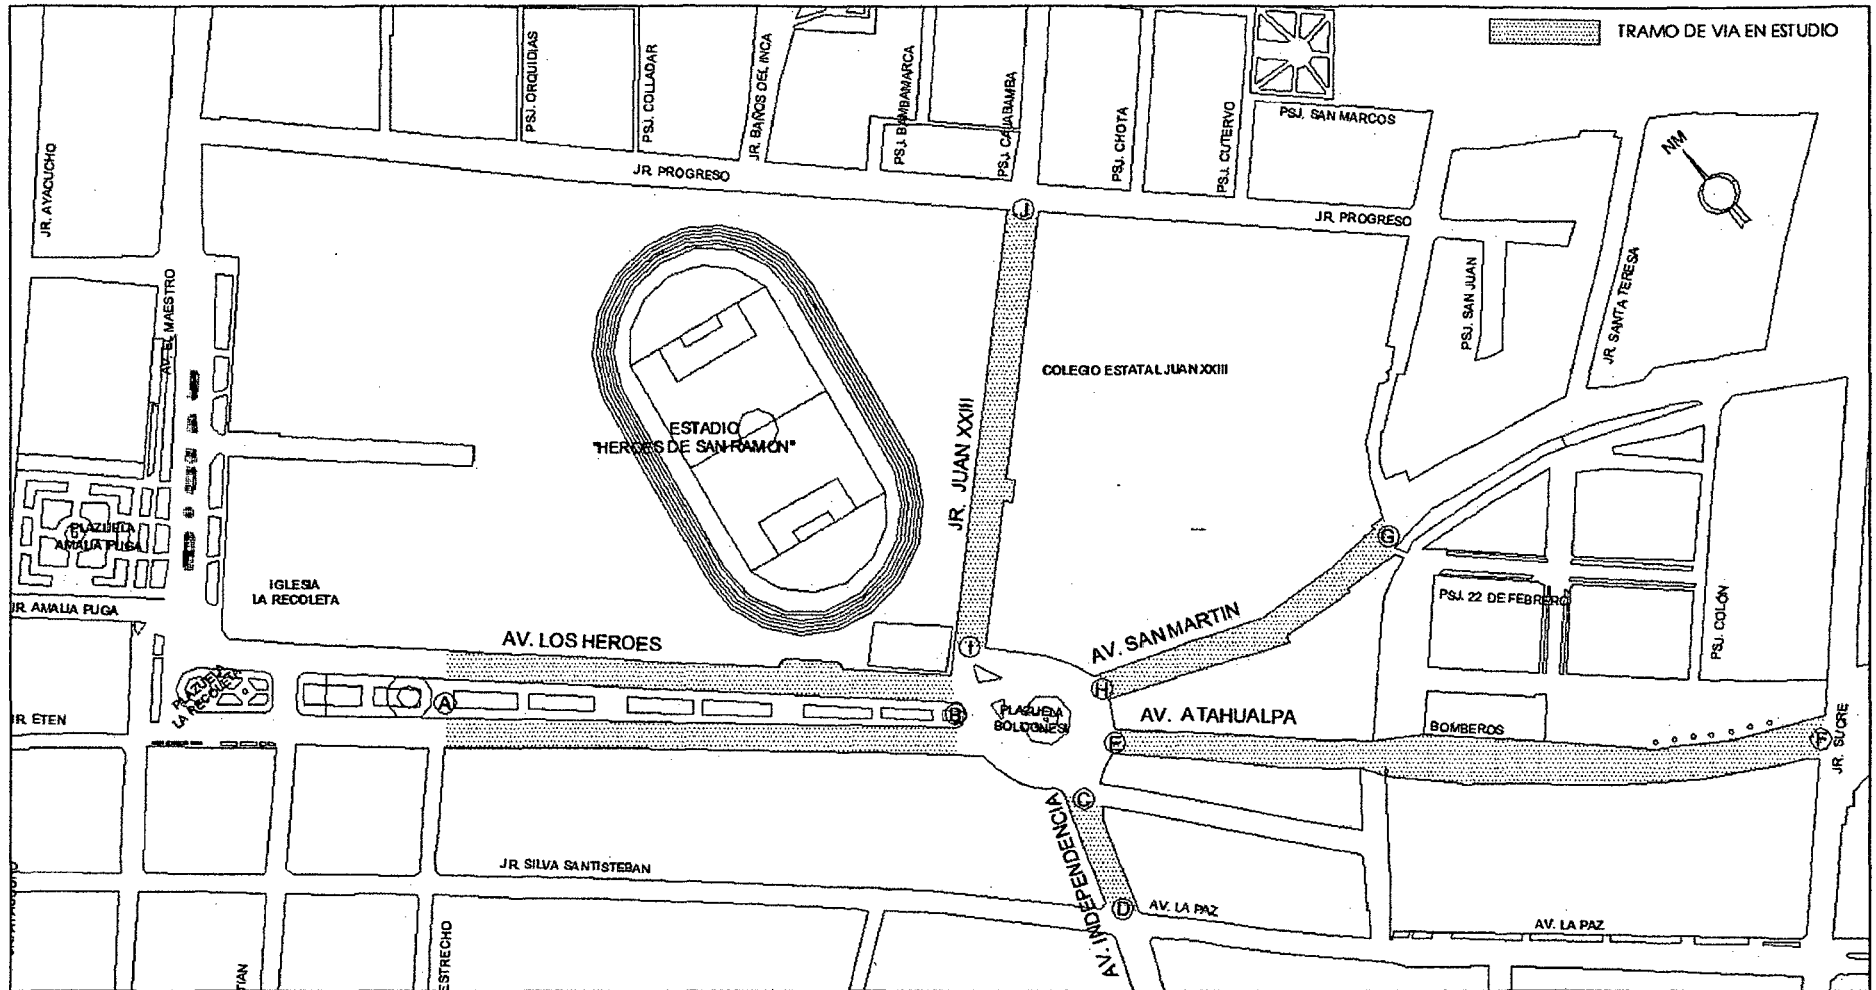 TRAMO DE VIA EN ESTUDIO
PSJ. ORQUIDIAS
PSJ. COLLADAR
JR. BAÑOS DEL INCA
PSJ. BAMBAMARCA
PSJ. CAJABAMBA
PSJ. CHOTA
PSJ. CUTERVO
PSJ. SAN MARCOS
NM
JR. AYACUCHO
JR. PROGRESO
J
JR. PROGRESO
PSJ. SAN JUAN
JR. SANTA TERESA
AV. EL MAESTRO
COLEGIO ESTATAL JUAN XXIII
ESTADIO
"HEROES DE SAN RAMON"
JR. JUAN XXIII
PLAZUELA
AMALIA PUGA
G
IGLESIA
LA RECOLETA
JR. AMALIA PUGA
PSJ. 22 DE FEBRERO
PSJ. COLÓN
AV. LOS HEROES
I
AV. SAN MARTIN
PLAZUELA
LA RECOLETA
A
B
PLAZUELA
BOLOGNESI
H
AV. ATAHUALPA
JR. ETEN
E
BOMBEROS
F
JR. SUCRE
C
AV. INDEPENDENCIA
JR. SILVA SANTISTEBAN
D
AV. LA PAZ
AV. LA PAZ
ESTRECHO